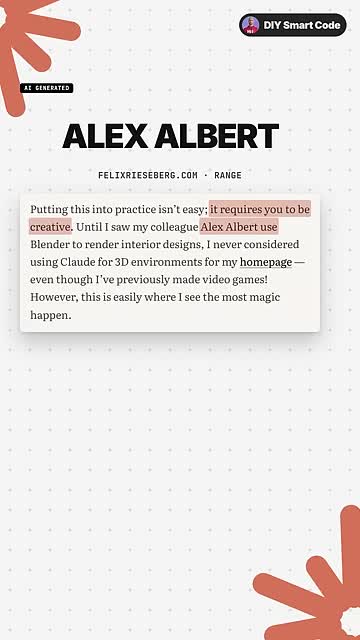 DIY Smart Code
AI GENERATED
ALEX ALBERT
FELIXRIESEBERG.COM · RANGE
Putting this into practice isn’t easy; it requires you to be
creative. Until I saw my colleague Alex Albert use
Blender to render interior designs, I never considered
using Claude for 3D environments for my homepage —
even though I’ve previously made video games!
However, this is easily where I see the most magic
happen.